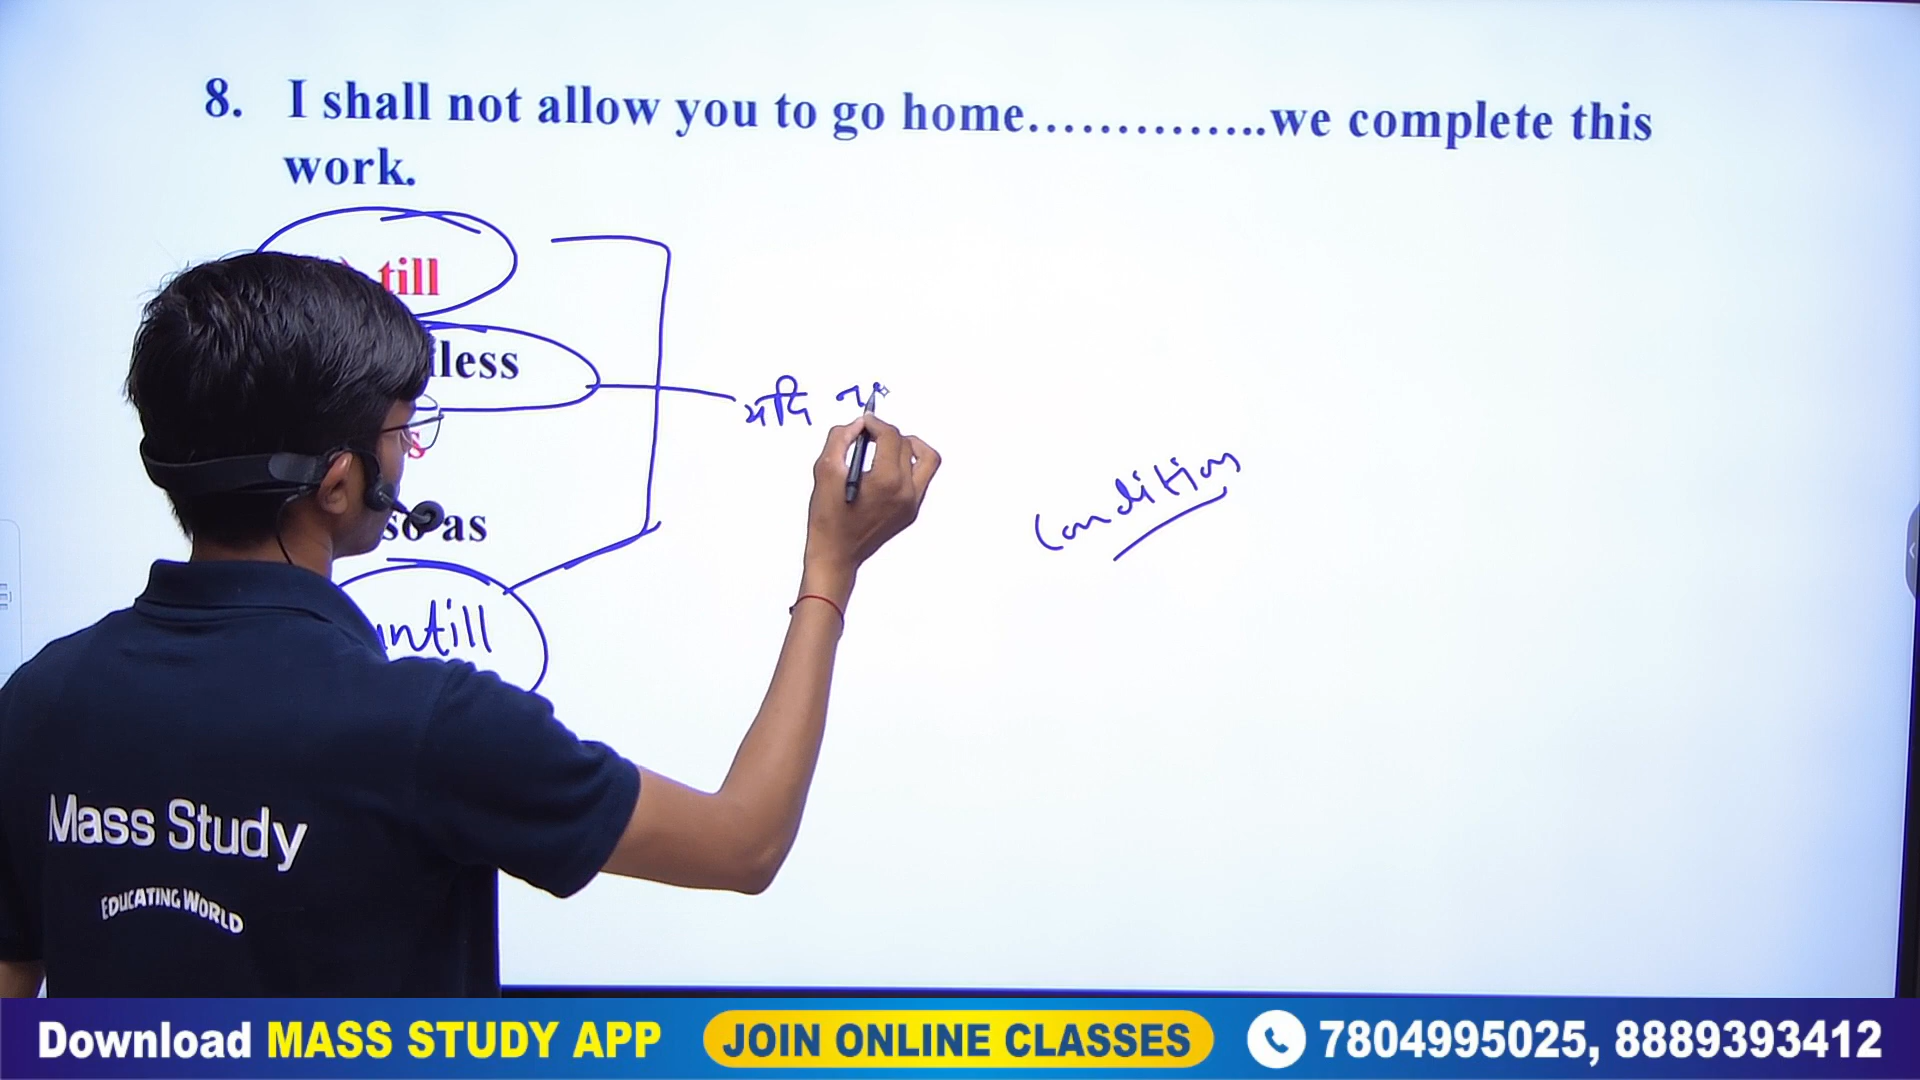 8. I shall not allow you to go home..............we complete this
work.
till
less
s
so as
untill
यदि न
Condition
Mass Study
EDUCATING WORLD
Download MASS STUDY APP JOIN ONLINE CLASSES 7804995025, 8889393412